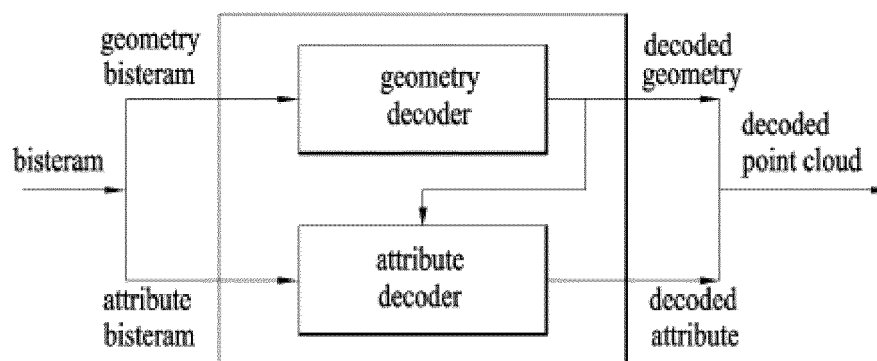 geometry
bisteram
geometry
decoder
decoded
geometry
bisteram
decoded
point cloud
attribute
decoder
attribute
bisteram
decoded
attribute